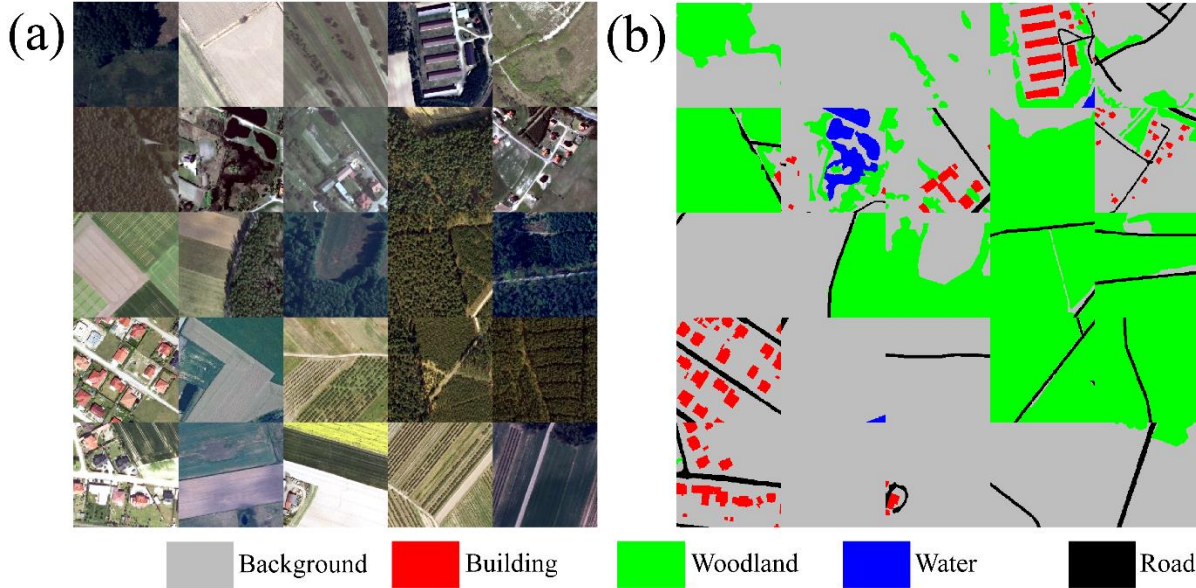 (a)
(b)
Background
Building
Woodland
Water
Road